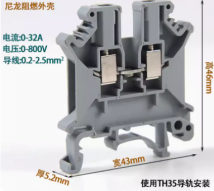 尼龙阻燃外壳
电流:0-32A
电压:0-800V
导线:0.2-2.5mm²
高46mm
宽43mm
厚5.2mm
使用TH35导轨安装